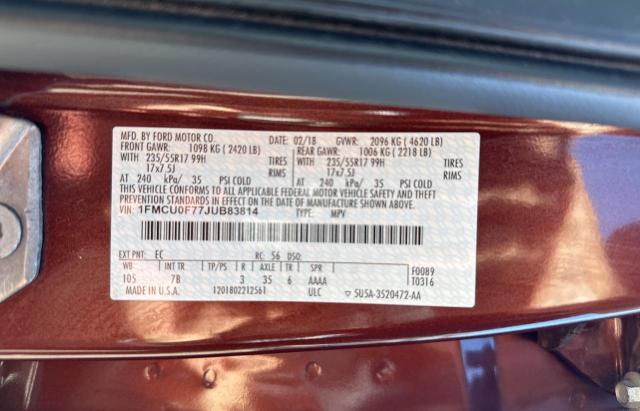 MFD. BY FORD MOTOR CO. DATE: 02/18 GVWR: 2096 KG ( 4620 LB)
FRONT GAWR: 1098 KG ( 2420 LB) REAR GAWR: 1006 KG ( 2218 LB)
WITH 235/55R17 99H TIRES WITH 235/55R17 99H TIRES
17x7.5J RIMS 17x7.5J RIMS
AT 240 kPa/ 35 PSI COLD AT 240 kPa/ 35 PSI COLD
THIS VEHICLE CONFORMS TO ALL APPLICABLE FEDERAL MOTOR VEHICLE SAFETY AND THEFT
PREVENTION STANDARDS IN EFFECT ON THE DATE OF MANUFACTURE SHOWN ABOVE.
VIN: 1FMCU0F77JUB83814 TYPE: MPV
EXT PNT: EC RC: 56 DSO: F0089
WB INT TR TP/PS R AXLE TR SPR T0316
105 7B 3 35 6 AAAA
MADE IN U.S.A. 1201802212561 ULC 5U5A-3520472-AA